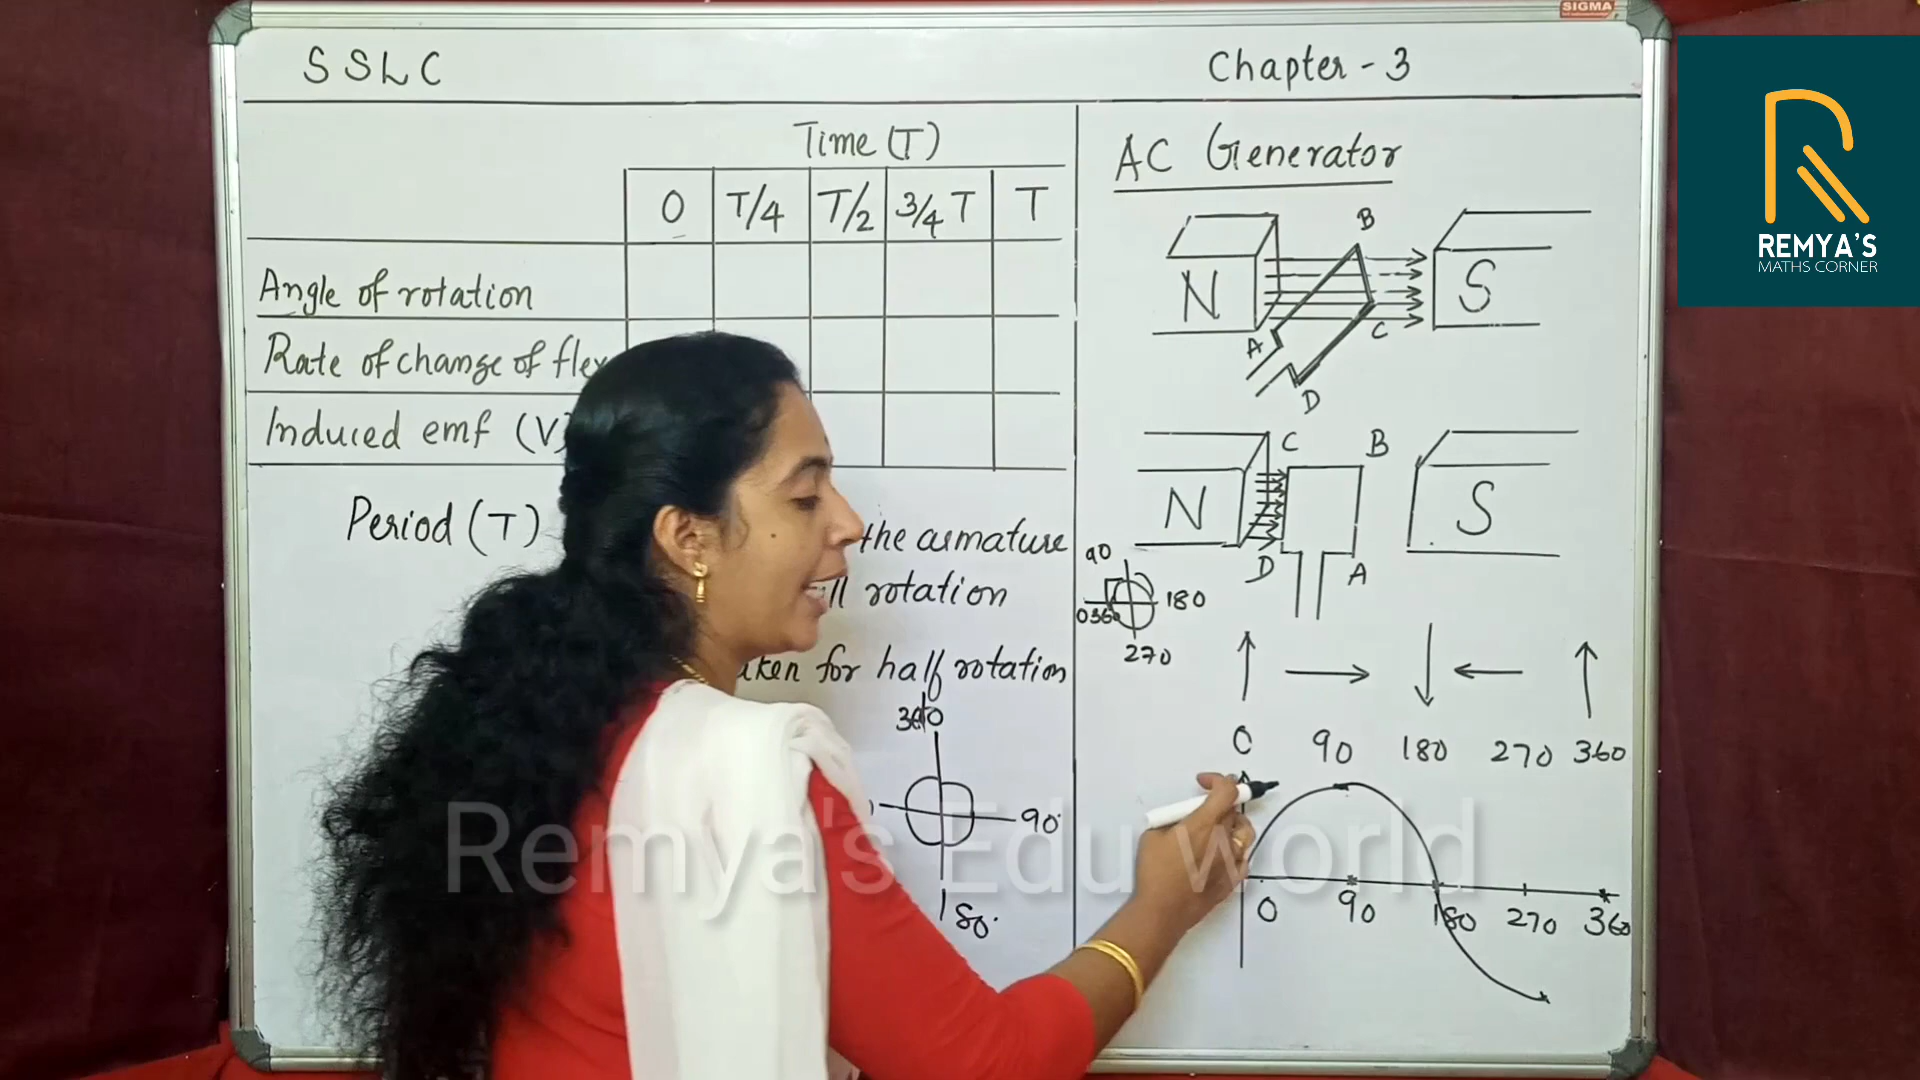 SIGMA
SSLC
Chapter - 3
REMYA'S
MATHS CORNER
Time (T)
0 T/4 T/2 3/4 T T
Angle of rotation
Rate of change of flex
Induced emf (V)
Period (T)
the armature
rotation
for half rotation
360
90
180
AC Generator
N S
A B C D
N S
C B
D A
90
180
0 360
270
0 90 180 270 360
0 90 180 270 360
Remya's Edu world